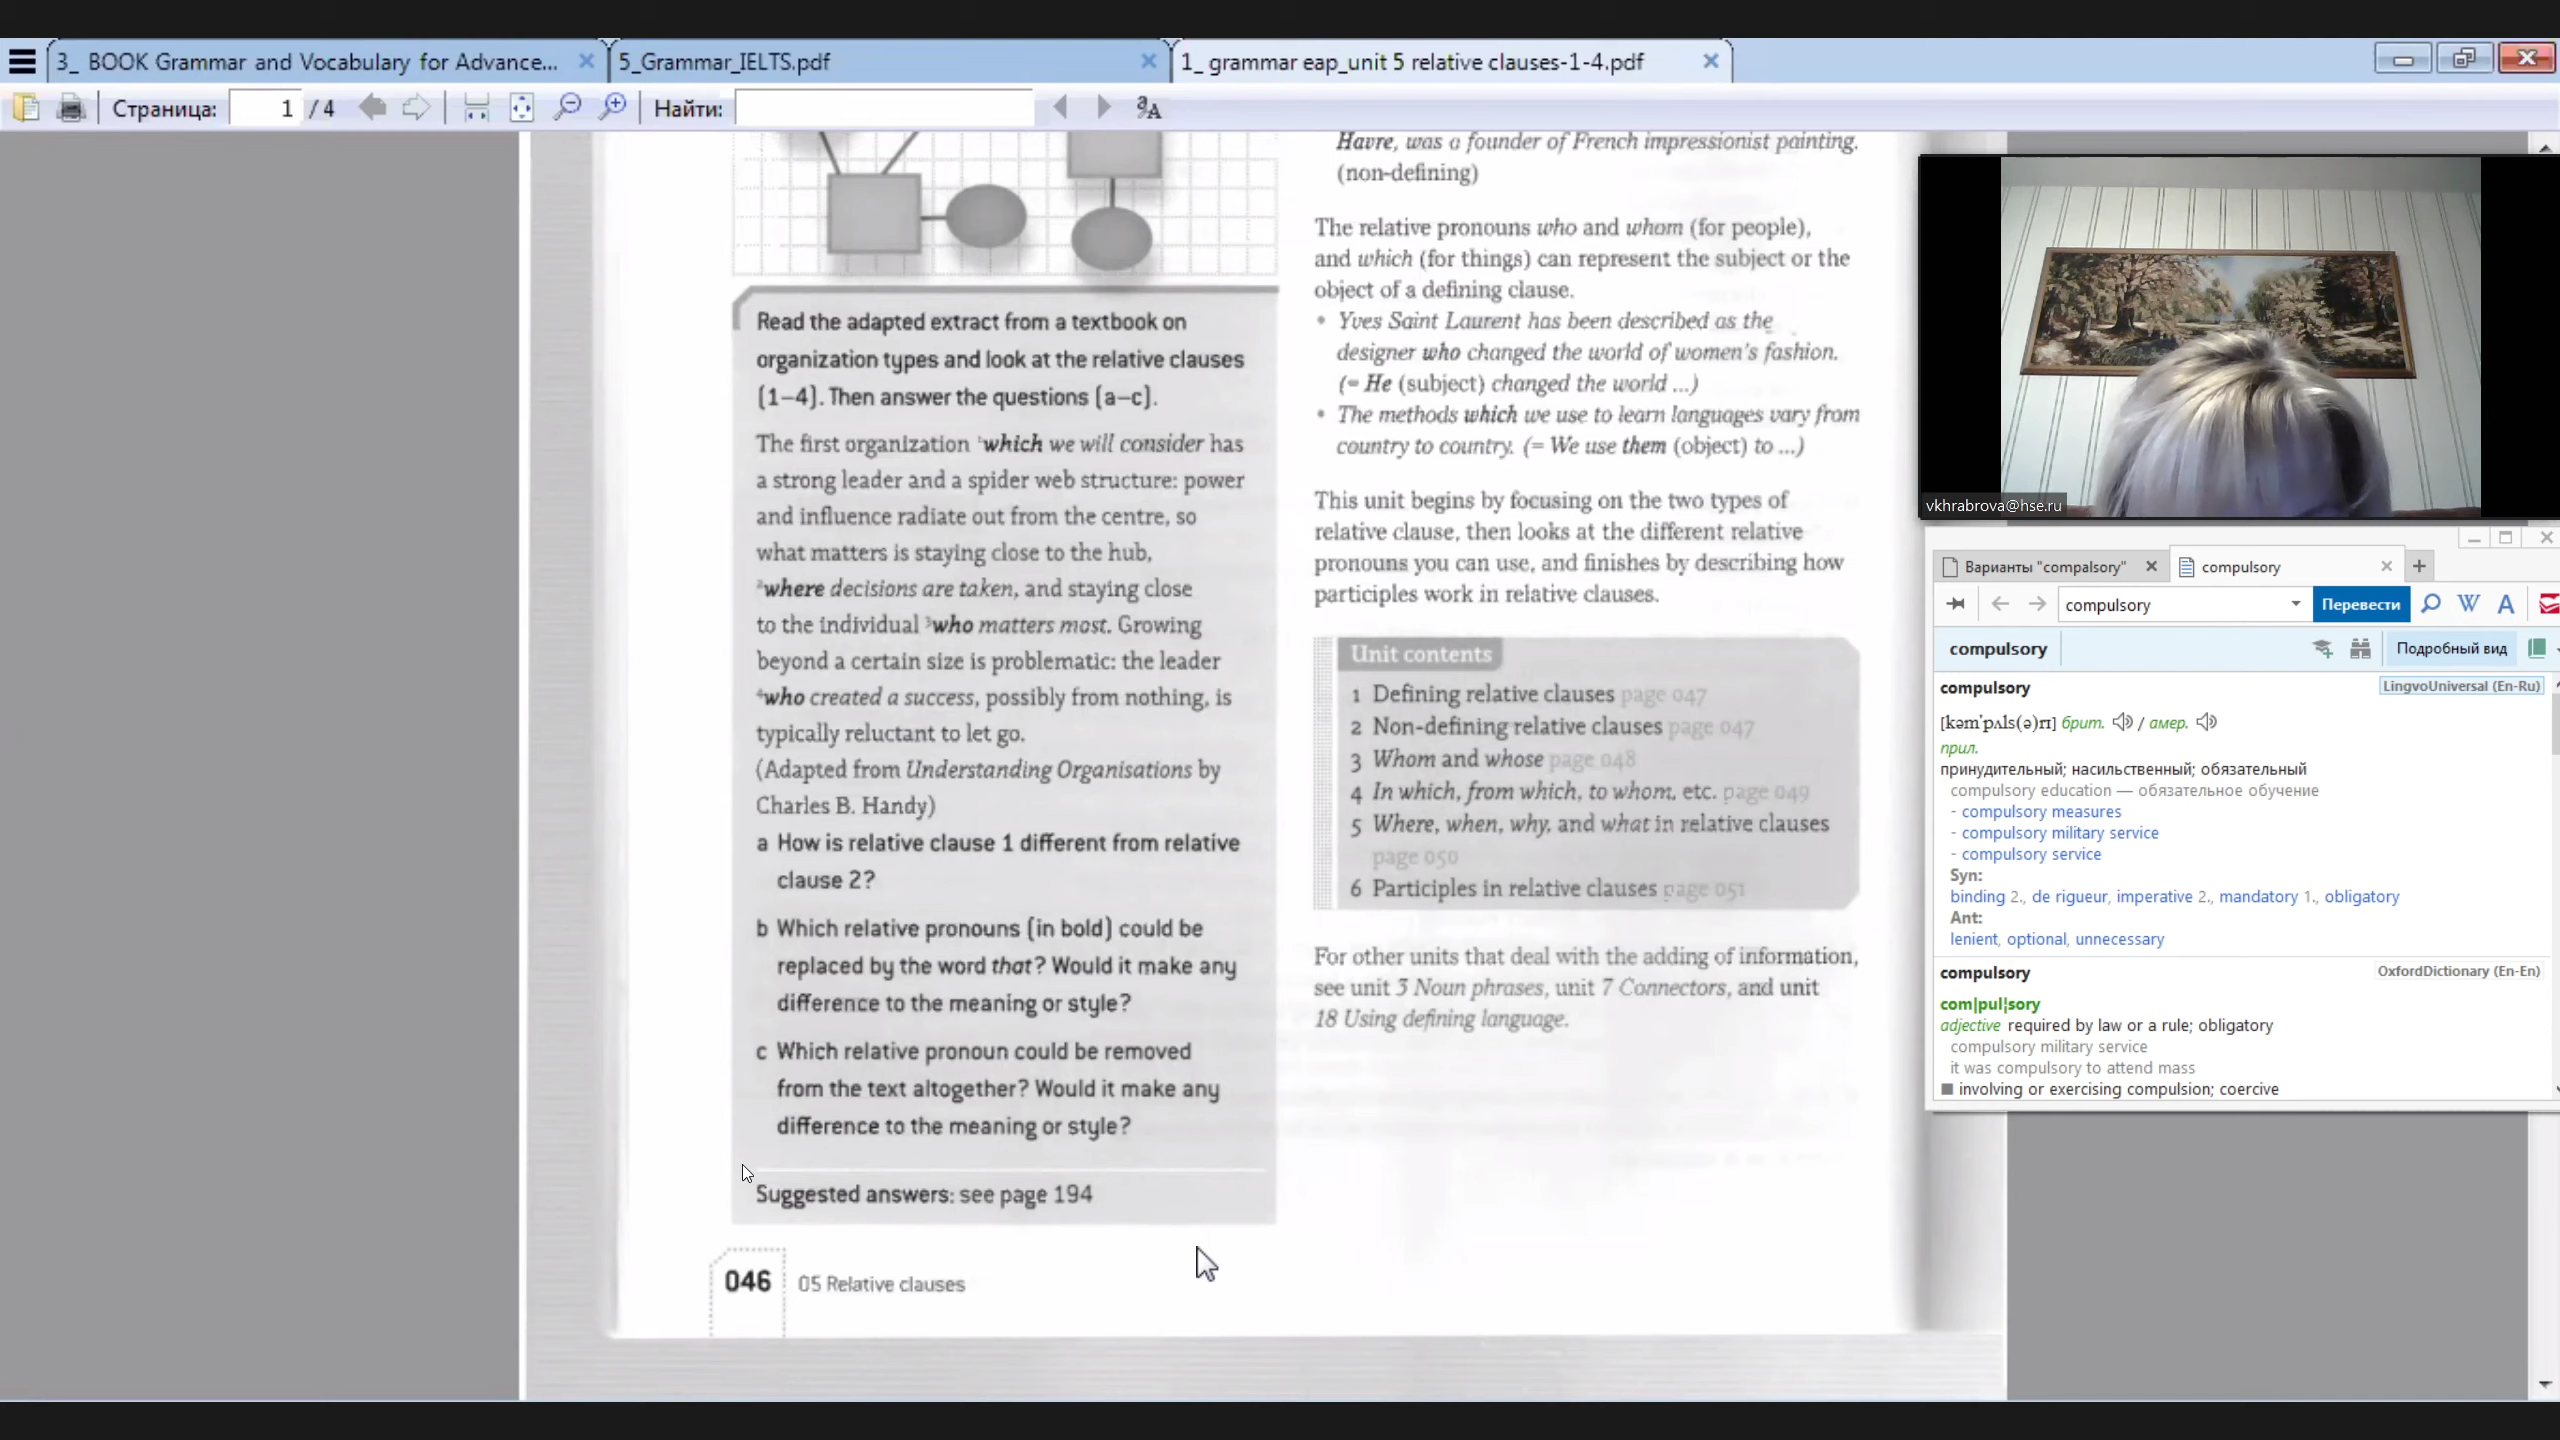 3_ BOOK Grammar and Vocabulary for Advance...
5_Grammar_IELTS.pdf
1_ grammar eap_unit 5 relative clauses-1-4.pdf
Страница: 1 / 4
Найти:
Read the adapted extract from a textbook on
organization types and look at the relative clauses
(1–4). Then answer the questions (a–c).
The first organization ¹which we will consider has
a strong leader and a spider web structure: power
and influence radiate out from the centre, so
what matters is staying close to the hub,
²where decisions are taken, and staying close
to the individual ³who matters most. Growing
beyond a certain size is problematic: the leader
⁴who created a success, possibly from nothing, is
typically reluctant to let go.
(Adapted from Understanding Organisations by
Charles B. Handy)
a How is relative clause 1 different from relative
clause 2?
b Which relative pronouns (in bold) could be
replaced by the word that? Would it make any
difference to the meaning or style?
c Which relative pronoun could be removed
from the text altogether? Would it make any
difference to the meaning or style?
Suggested answers: see page 194
046
05 Relative clauses
Havre, was a founder of French impressionist painting.
(non-defining)
The relative pronouns who and whom (for people),
and which (for things) can represent the subject or the
object of a defining clause.
• Yves Saint Laurent has been described as the
designer who changed the world of women's fashion.
(= He (subject) changed the world ...)
• The methods which we use to learn languages vary from
country to country. (= We use them (object) to ...)
This unit begins by focusing on the two types of
relative clause, then looks at the different relative
pronouns you can use, and finishes by describing how
participles work in relative clauses.
Unit contents
1 Defining relative clauses page 047
2 Non-defining relative clauses page 047
3 Whom and whose page 048
4 In which, from which, to whom, etc. page 049
5 Where, when, why, and what in relative clauses
page 050
6 Participles in relative clauses page 051
For other units that deal with the adding of information,
see unit 3 Noun phrases, unit 7 Connectors, and unit
18 Using defining language.
vkhrabrova@hse.ru
Варианты "compalsory"
compulsory
compulsory
Перевести
compulsory
Подробный вид
compulsory
LingvoUniversal (En-Ru)
[kəm'pʌls(ə)rɪ] брит. / амер.
прил.
принудительный; насильственный; обязательный
compulsory education — обязательное обучение
- compulsory measures
- compulsory military service
- compulsory service
Syn:
binding 2., de rigueur, imperative 2., mandatory 1., obligatory
Ant:
lenient, optional, unnecessary
compulsory
OxfordDictionary (En-En)
com|pul¦sory
adjective required by law or a rule; obligatory
compulsory military service
it was compulsory to attend mass
■ involving or exercising compulsion; coercive